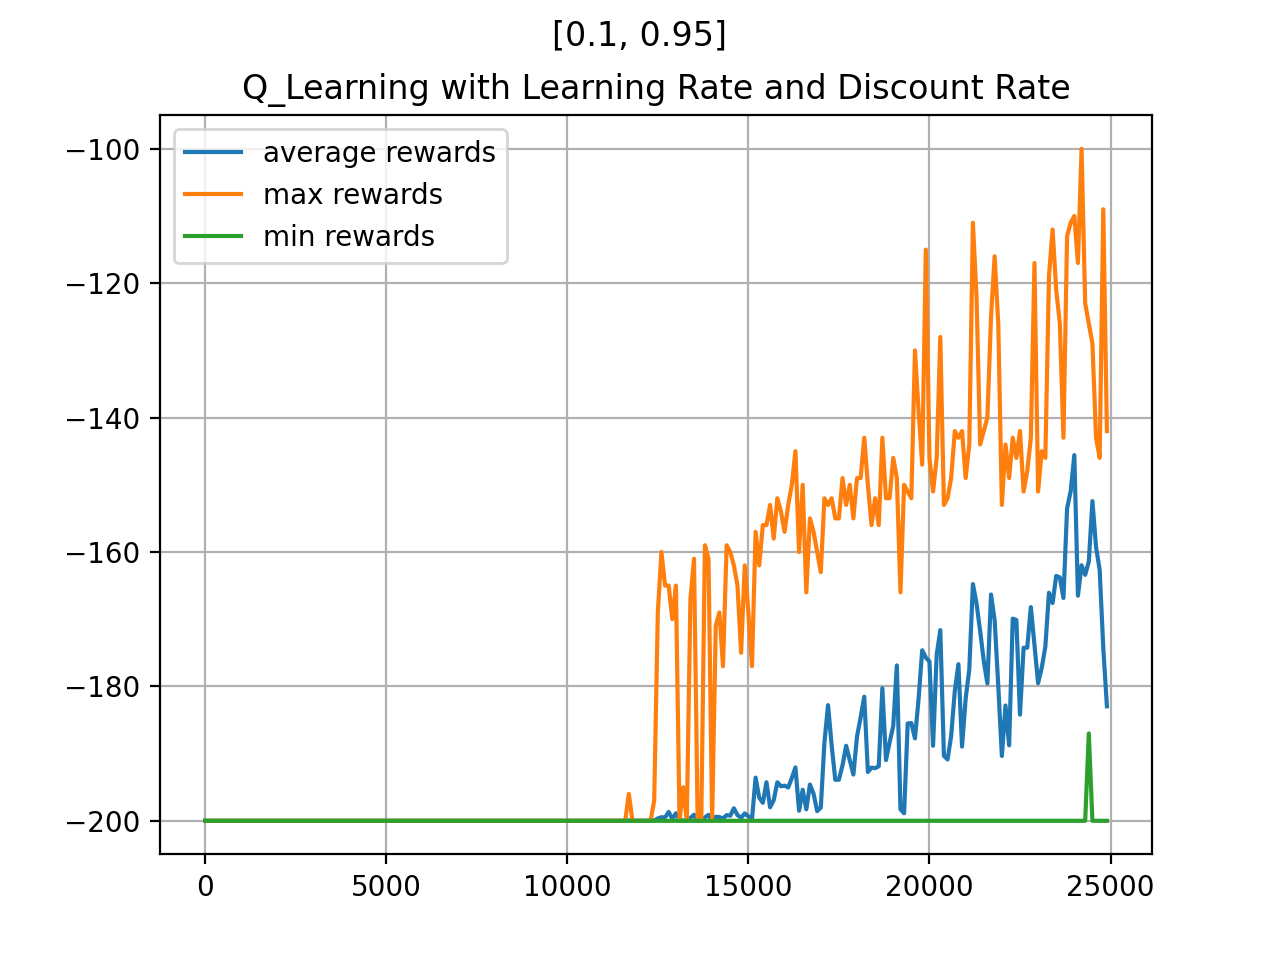 [0.1, 0.95]
Q_Learning with Learning Rate and Discount Rate
average rewards
max rewards
min rewards
−100
−120
−140
−160
−180
−200
0 5000 10000 15000 20000 25000